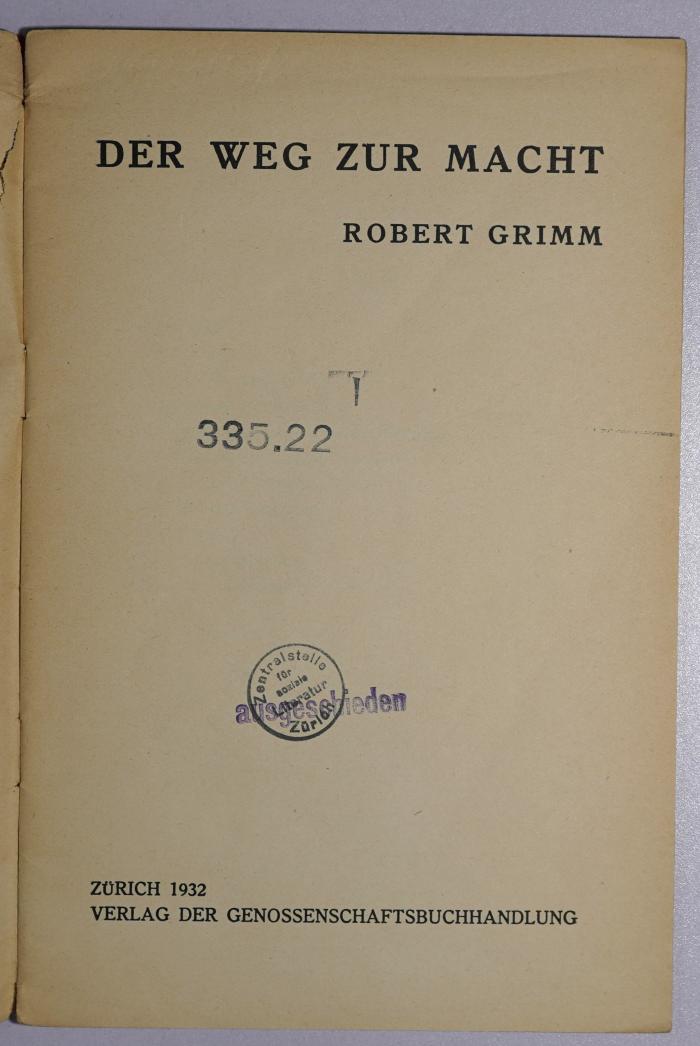 DER WEG ZUR MACHT
ROBERT GRIMM
335.22
Zentralstelle
für
soziale
Literatur
Zürich
ausgeschieden
ZÜRICH 1932
VERLAG DER GENOSSENSCHAFTSBUCHHANDLUNG